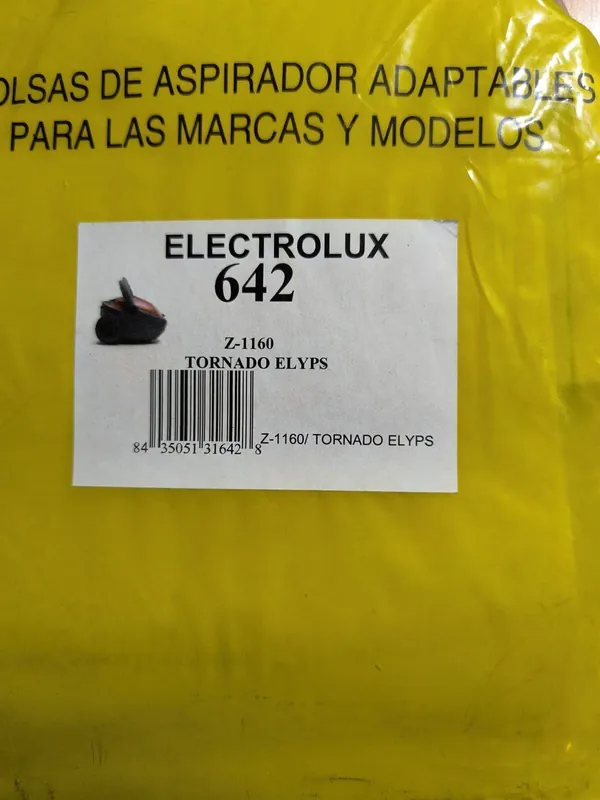 OLSAS DE ASPIRADOR ADAPTABLES
PARA LAS MARCAS Y MODELOS
ELECTROLUX
642
Z-1160
TORNADO ELYPS
84 35051 31642 8
Z-1160/ TORNADO ELYPS